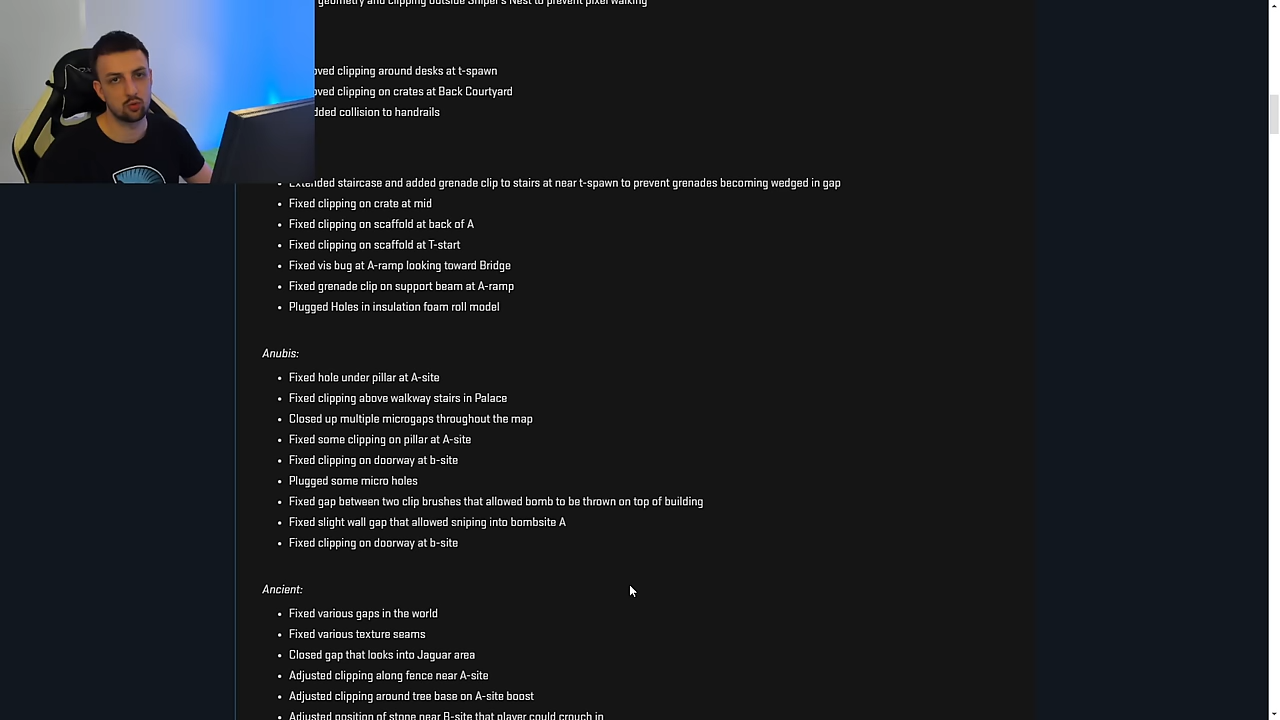 geometry and clipping outside Sniper's Nest to prevent pixel walking
clipping around desks at t-spawn
clipping on crates at Back Courtyard
collision to handrails
Extended staircase and added grenade clip to stairs at near t-spawn to prevent grenades becoming wedged in gap
Fixed clipping on crate at mid
Fixed clipping on scaffold at back of A
Fixed clipping on scaffold at T-start
Fixed vis bug at A-ramp looking toward Bridge
Fixed grenade clip on support beam at A-ramp
Plugged Holes in insulation foam roll model
Anubis:
Fixed hole under pillar at A-site
Fixed clipping above walkway stairs in Palace
Closed up multiple microgaps throughout the map
Fixed some clipping on pillar at A-site
Fixed clipping on doorway at b-site
Plugged some micro holes
Fixed gap between two clip brushes that allowed bomb to be thrown on top of building
Fixed slight wall gap that allowed sniping into bombsite A
Fixed clipping on doorway at b-site
Ancient:
Fixed various gaps in the world
Fixed various texture seams
Closed gap that looks into Jaguar area
Adjusted clipping along fence near A-site
Adjusted clipping around tree base on A-site boost
Adjusted position of stone near B-site that player could crouch in